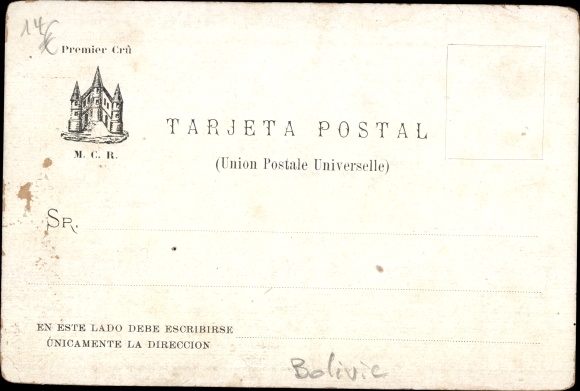 14€
Premier Crû
M. C. R.
TARJETA POSTAL
(Union Postale Universelle)
SR.
EN ESTE LADO DEBE ESCRIBIRSE
ÚNICAMENTE LA DIRECCION
Bolivie